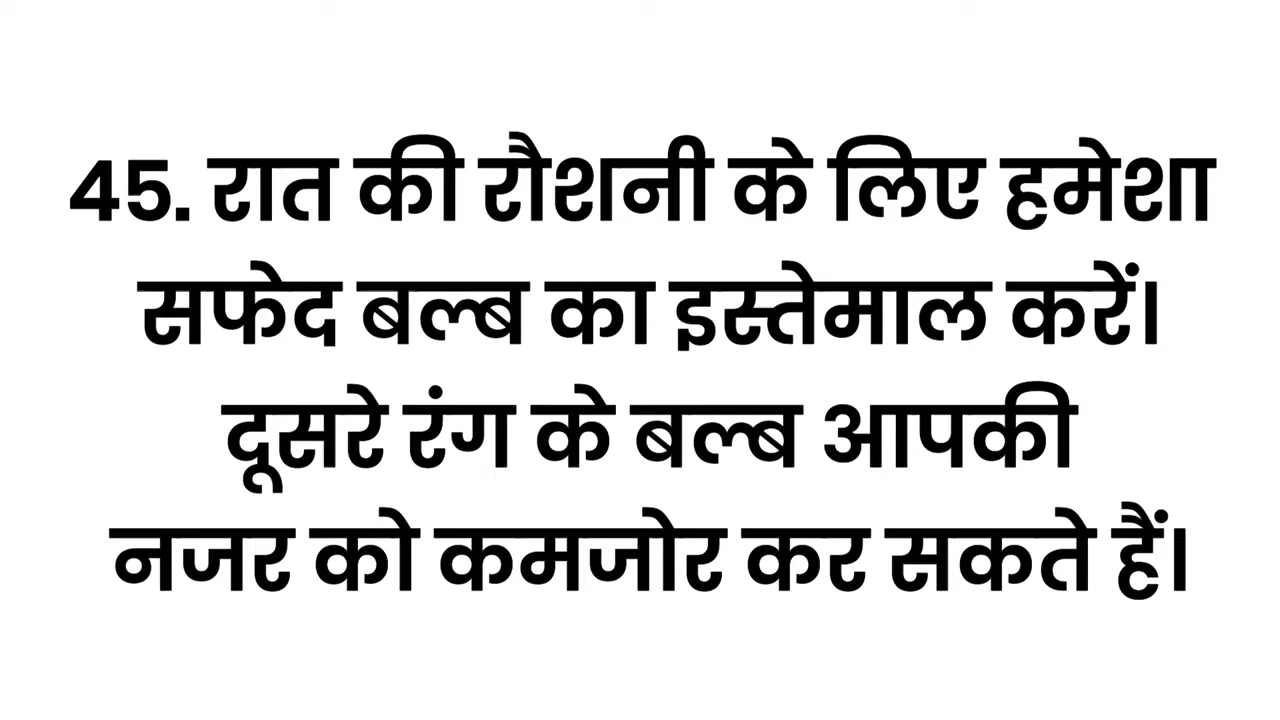 45. रात की रौशनी के लिए हमेशा
सफेद बल्ब का इस्तेमाल करें।
दूसरे रंग के बल्ब आपकी
नजर को कमजोर कर सकते हैं।